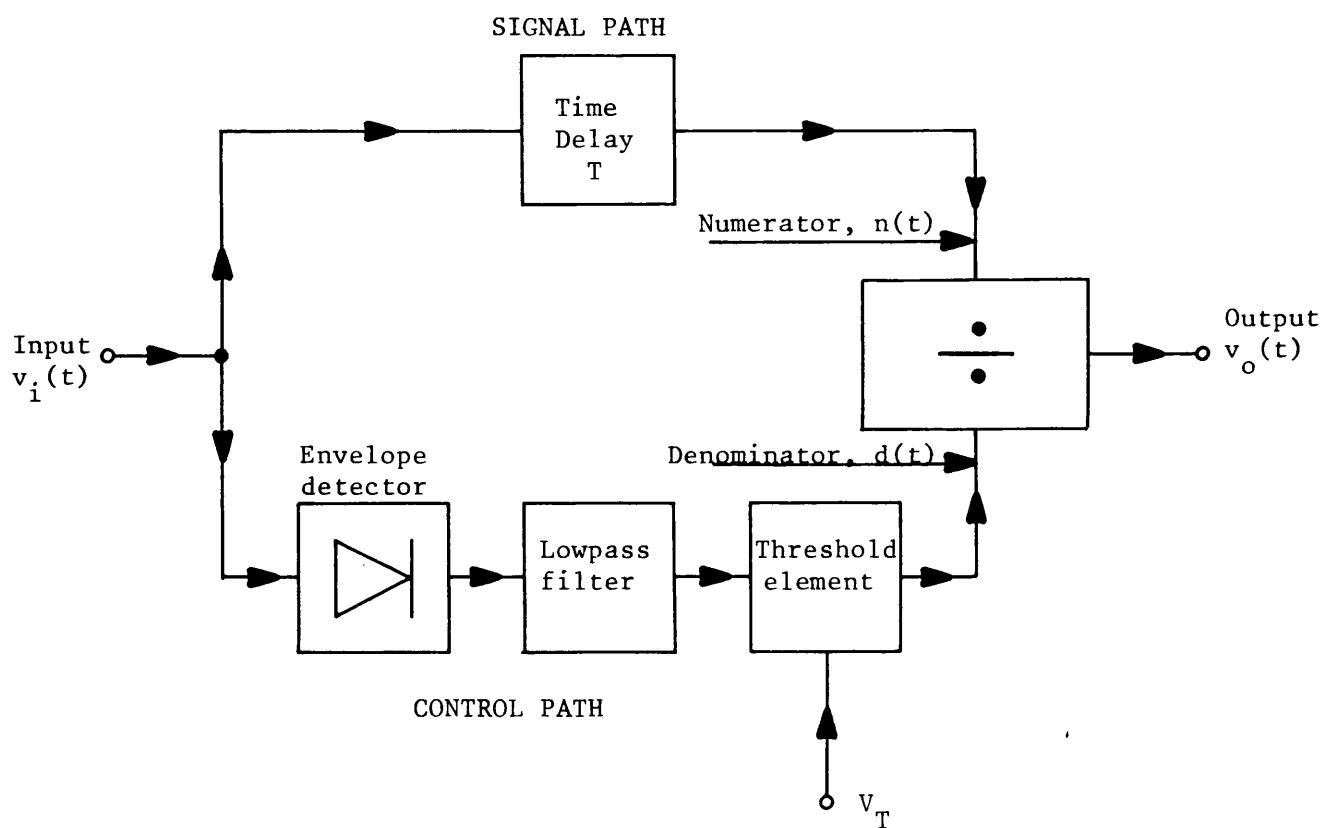 SIGNAL PATH
Time
Delay
T
Numerator, n(t)
Input
v_i(t)
Output
v_o(t)
Denominator, d(t)
Envelope
detector
Lowpass
filter
Threshold
element
CONTROL PATH
V_T